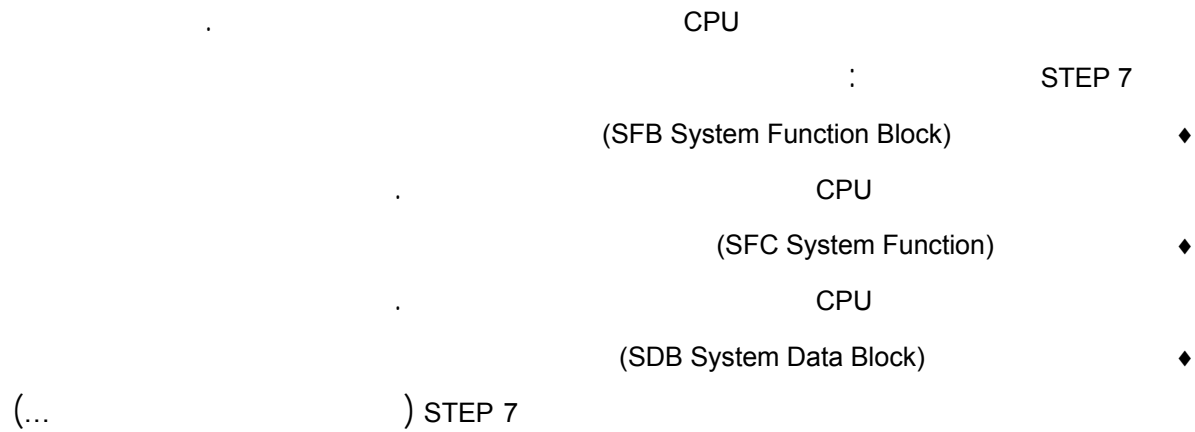 CPU .
STEP 7 :
♦ (SFB System Function Block)
CPU .
♦ (SFC System Function)
CPU .
♦ (SDB System Data Block)
STEP 7 ( ...)